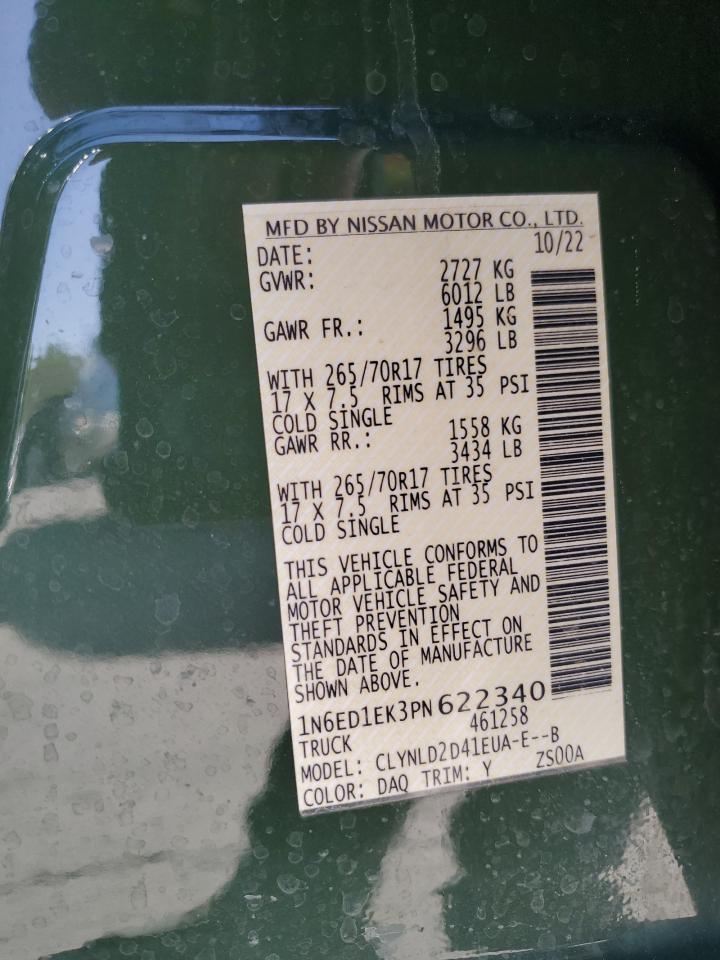 MFD BY NISSAN MOTOR CO., LTD.
DATE: 10/22
GVWR: 2727 KG
6012 LB
GAWR FR.: 1495 KG
3296 LB
WITH 265/70R17 TIRES
17 X 7.5 RIMS AT 35 PSI
COLD SINGLE
GAWR RR.: 1558 KG
3434 LB
WITH 265/70R17 TIRES
17 X 7.5 RIMS AT 35 PSI
COLD SINGLE
THIS VEHICLE CONFORMS TO
ALL APPLICABLE FEDERAL
MOTOR VEHICLE SAFETY AND
THEFT PREVENTION
STANDARDS IN EFFECT ON
THE DATE OF MANUFACTURE
SHOWN ABOVE.
1N6ED1EK3PN622340
TRUCK 461258
MODEL: CLYNLD2D41EUA-E--B
COLOR: DAQ TRIM: Y ZS00A